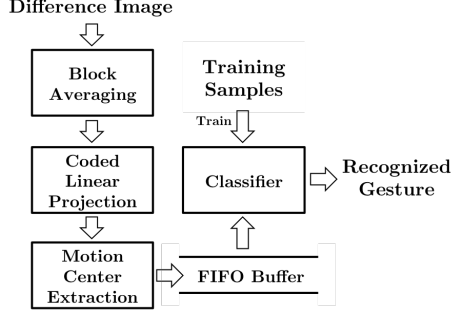 Difference Image
Block
Averaging
Coded
Linear
Projection
Motion
Center
Extraction
FIFO Buffer
Training
Samples
Train
Classifier
Recognized
Gesture